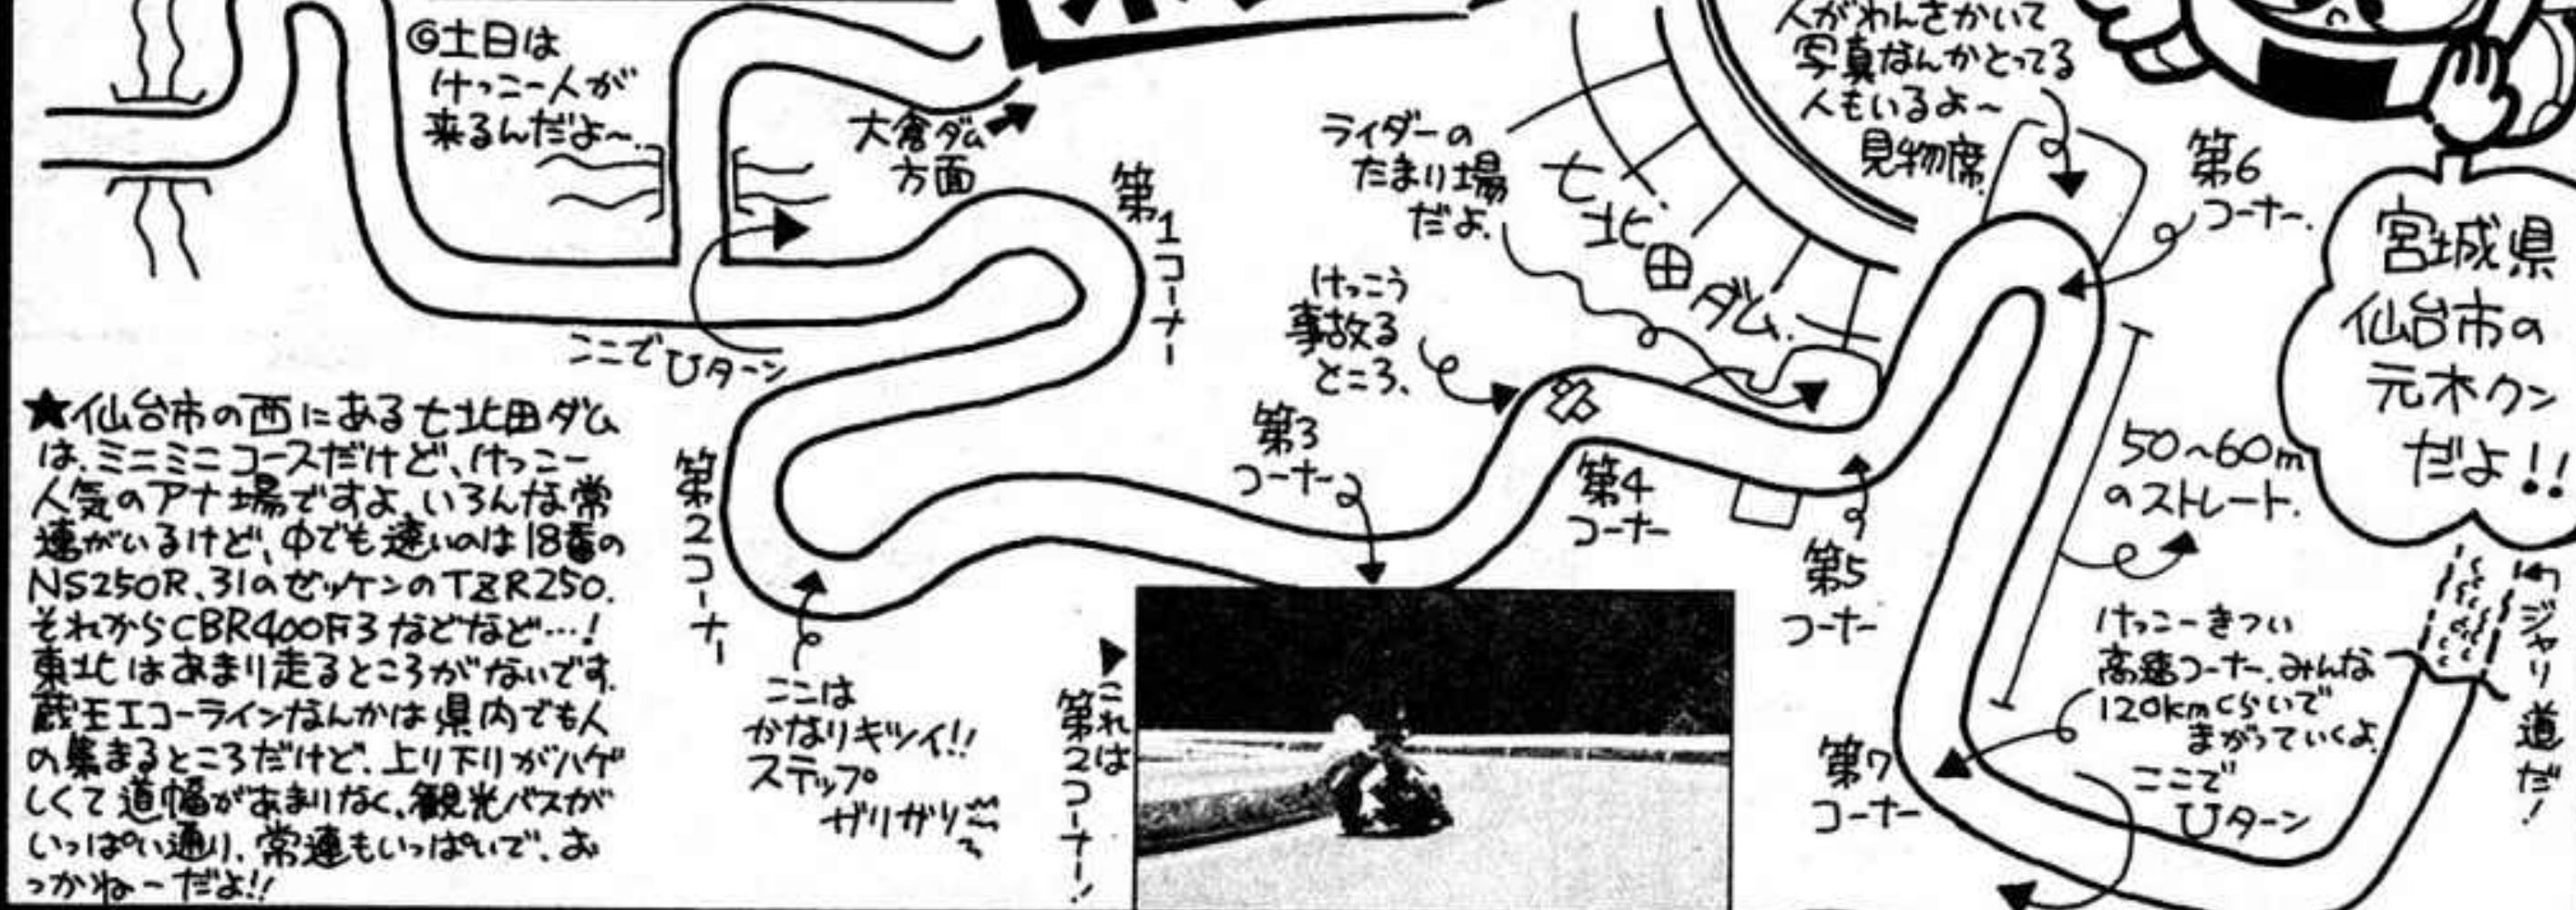 ◎土日は
けっこー人が
来るんだよ〜.
大倉ダム
方面
第1コーナー
ここでUターン
ライダーの
たまり場
だよ.
七北田ダム.
人がわんさかいて
写真なんかとってる
人もいるよ〜
見物席.
第6
コーナー.
宮城県
仙台市の
元木クン
だよ!!
けっこう
事故る
ところ.
第3
コーナー
第4
コーナー
第5
コーナー
50〜60m
のストレート.
第2コーナー
ここは
かなりキツイ!!
ステップ
ガリガリ
▶これは
第2コーナー!
けっこーきつい
高速コーナー.みんな
120kmくらいで
まがっていくよ.
第7
コーナー
ここで
Uターン
ジャリ道だ!
★仙台市の西にある七北田ダム
は、ミニミニコースだけど、けっこー
人気のアナ場ですよ、いろんな常
連がいるけど、中でも速いのは18番の
NS250R、31のゼッケンのTZR250.
それからCBR400F3などなど…!
東北はあまり走るところがないです.
蔵王エコーラインなんかは県内でも人
の集まるところだけど、上り下りがハゲ
しくて道幅があまりなく、観光バスが
いっぱい通り、常連もいっぱいで、お
っかねーだよ!!